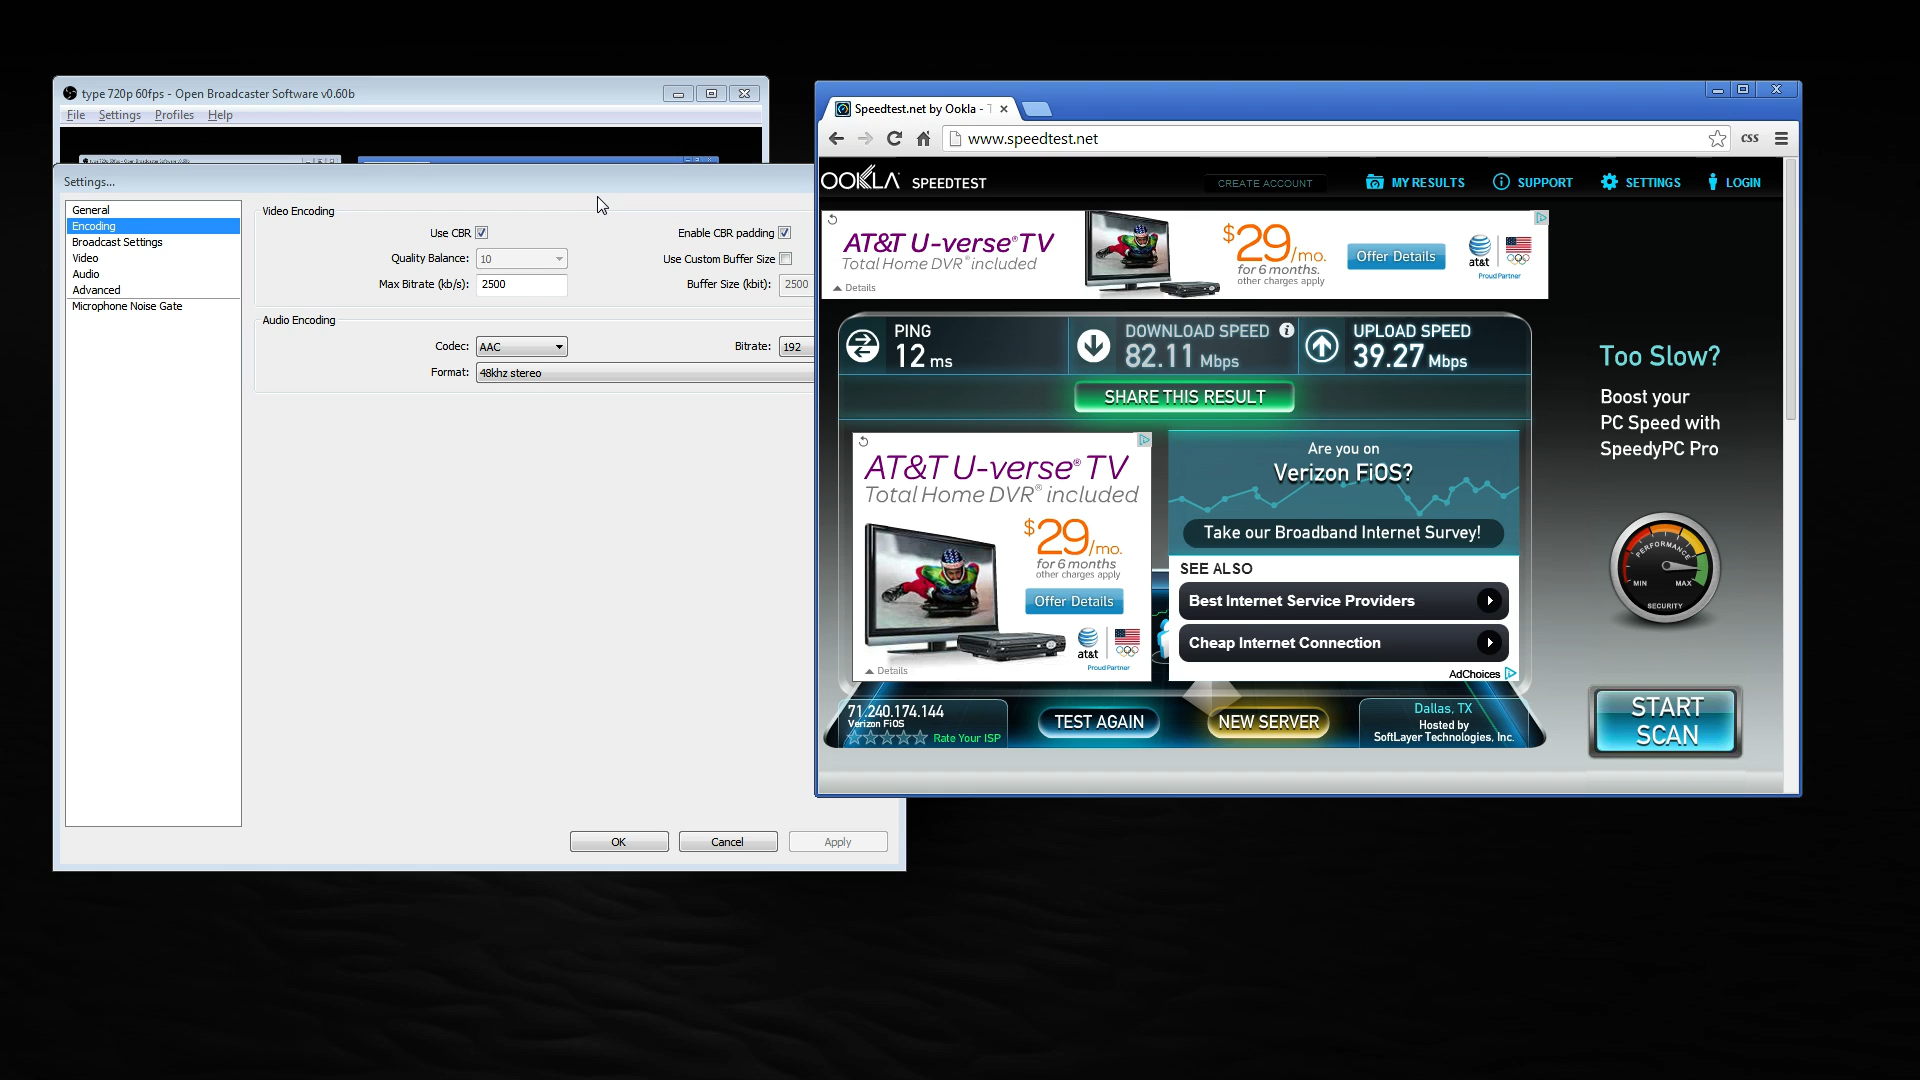 type 720p 60fps - Open Broadcaster Software v0.60b
File Settings Profiles Help
Settings...
General
Encoding
Broadcast Settings
Video
Audio
Advanced
Microphone Noise Gate
Video Encoding
Use CBR
Enable CBR padding
Quality Balance: 10
Use Custom Buffer Size
Max Bitrate (kb/s): 2500
Buffer Size (kbit): 2500
Audio Encoding
Codec: AAC
Bitrate: 192
Format: 48khz stereo
OK Cancel Apply
Speedtest.net by Ookla -
www.speedtest.net
CSS
OOKLA SPEEDTEST
CREATE ACCOUNT
MY RESULTS
SUPPORT
SETTINGS
LOGIN
AT&T U-verse® TV
Total Home DVR® included
Details
$29/mo.
for 6 months.
other charges apply
Offer Details
at&t
Proud Partner
PING
12 ms
DOWNLOAD SPEED
82.11 Mbps
UPLOAD SPEED
39.27 Mbps
SHARE THIS RESULT
AT&T U-verse® TV
Total Home DVR® included
$29/mo.
for 6 months
other charges apply
Offer Details
at&t
Proud Partner
Details
Are you on
Verizon FiOS?
Take our Broadband Internet Survey!
SEE ALSO
Best Internet Service Providers
Cheap Internet Connection
AdChoices
71.240.174.144
Verizon FiOS
Rate Your ISP
TEST AGAIN
NEW SERVER
Dallas, TX
Hosted by
SoftLayer Technologies, Inc.
Too Slow?
Boost your
PC Speed with
SpeedyPC Pro
PERFORMANCE
MIN MAX
SECURITY
START
SCAN